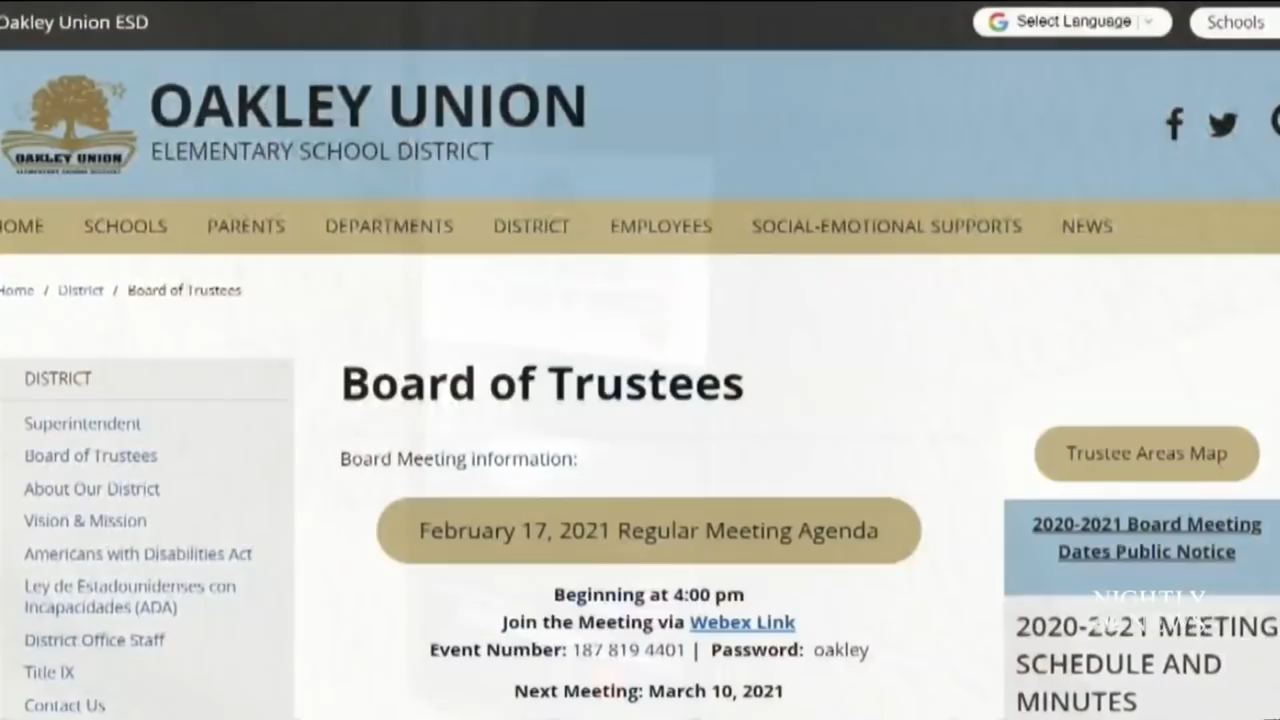 Oakley Union ESD
Select Language
Schools
OAKLEY UNION
OAKLEY UNION
ELEMENTARY SCHOOL DISTRICT
SCHOOLS PARENTS DEPARTMENTS DISTRICT EMPLOYEES SOCIAL-EMOTIONAL SUPPORTS NEWS
Home / District / Board of Trustees
DISTRICT
Superintendent
Board of Trustees
About Our District
Vision & Mission
Americans with Disabilities Act
Ley de Estadounidenses con
Incapacidades (ADA)
District Office Staff
Title IX
Contact Us
Board of Trustees
Board Meeting information:
February 17, 2021 Regular Meeting Agenda
Beginning at 4:00 pm
Join the Meeting via Webex Link
Event Number: 187 819 4401 | Password: oakley
Next Meeting: March 10, 2021
Trustee Areas Map
2020-2021 Board Meeting
Dates Public Notice
NIGHTLY
2020-2021 MEETING
SCHEDULE AND
MINUTES